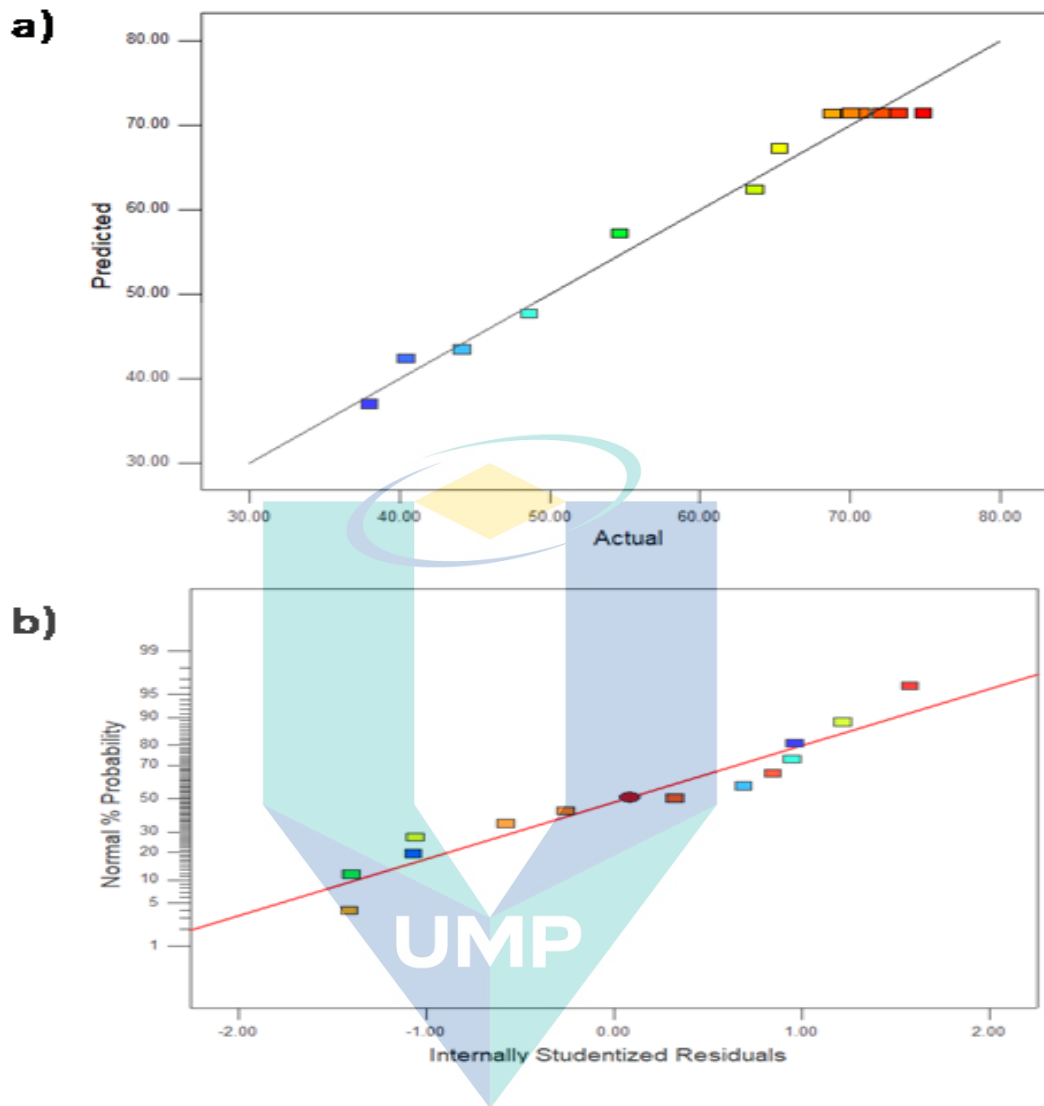 a)
80.00
70.00
60.00
50.00
40.00
30.00
Predicted
30.00 40.00 50.00 60.00 70.00 80.00
Actual
b)
99
95
90
80
70
50
30
20
10
5
1
Normal % Probability
UMP
-2.00 -1.00 0.00 1.00 2.00
Internally Studentized Residuals